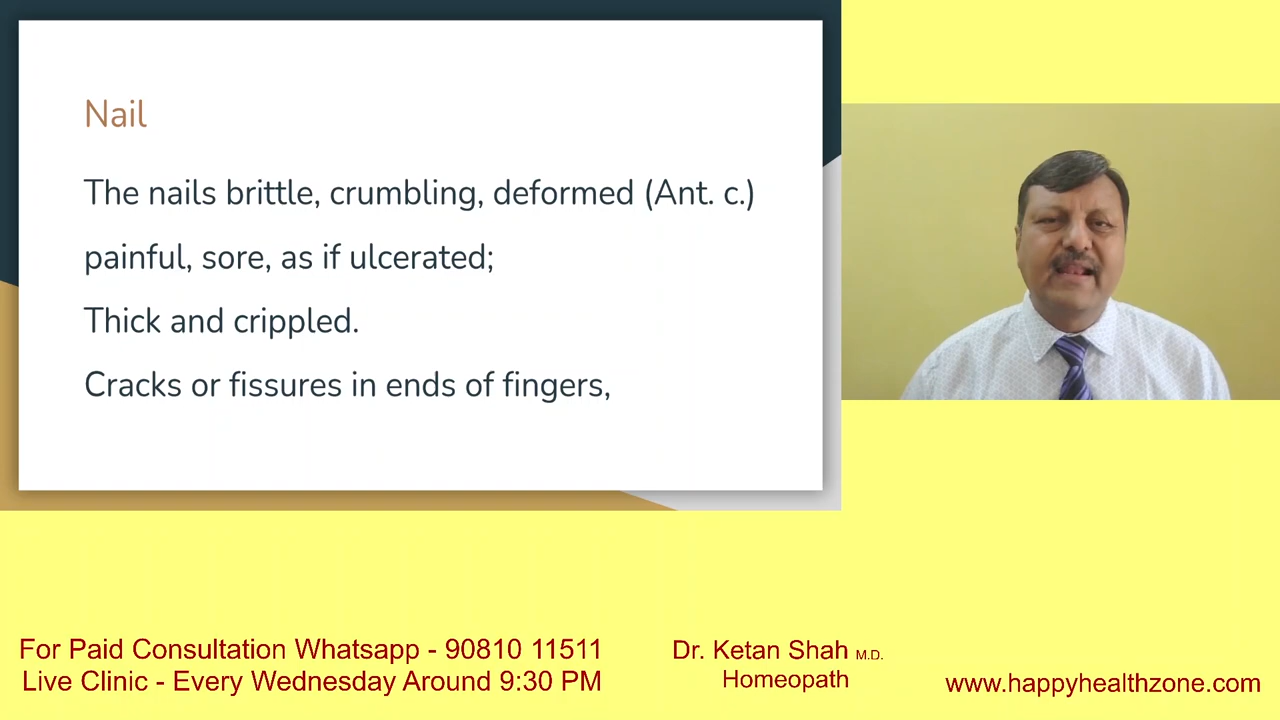 Nail
The nails brittle, crumbling, deformed (Ant. c.)
painful, sore, as if ulcerated;
Thick and crippled.
Cracks or fissures in ends of fingers,
For Paid Consultation Whatsapp - 90810 11511
Live Clinic - Every Wednesday Around 9:30 PM
Dr. Ketan Shah M.D.
Homeopath
www.happyhealthzone.com